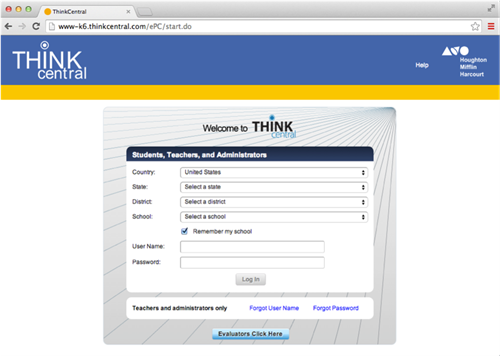 ThinkCentral
www-k6.thinkcentral.com/ePC/start.do
THINK
central
Help
Houghton
Mifflin
Harcourt
Welcome to THINK
central
Students, Teachers, and Administrators
Country: United States
State: Select a state
District: Select a district
School: Select a school
Remember my school
User Name:
Password:
Log In
Teachers and administrators only Forgot User Name Forgot Password
Evaluators Click Here